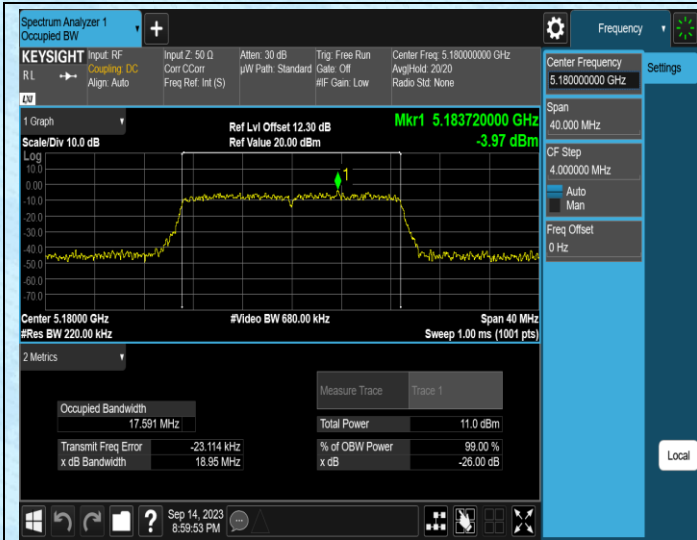 Spectrum Analyzer 1
Occupied BW
Frequency
KEYSIGHT
RL
LXI
Input: RF
Coupling: DC
Align: Auto
Input Z: 50 Ω
Corr CCorr
Freq Ref: Int (S)
Atten: 30 dB
µW Path: Standard
Trig: Free Run
Gate: Off
#IF Gain: Low
Center Freq: 5.180000000 GHz
Avg|Hold: 20/20
Radio Std: None
Center Frequency
5.180000000 GHz
Settings
Span
40.000 MHz
CF Step
4.000000 MHz
Auto
Man
Freq Offset
0 Hz
Local
1 Graph
Scale/Div 10.0 dB
Ref Lvl Offset 12.30 dB
Ref Value 20.00 dBm
Mkr1 5.183720000 GHz
-3.97 dBm
Log
10.0
0.00
-10.0
-20.0
-30.0
-40.0
-50.0
-60.0
-70.0
1
Center 5.18000 GHz
#Video BW 680.00 kHz
Span 40 MHz
#Res BW 220.00 kHz
Sweep 1.00 ms (1001 pts)
2 Metrics
Measure Trace
Trace 1
Occupied Bandwidth
17.591 MHz
Total Power
11.0 dBm
Transmit Freq Error
-23.114 kHz
% of OBW Power
99.00 %
x dB Bandwidth
18.95 MHz
x dB
-26.00 dB
?
Sep 14, 2023
8:59:53 PM